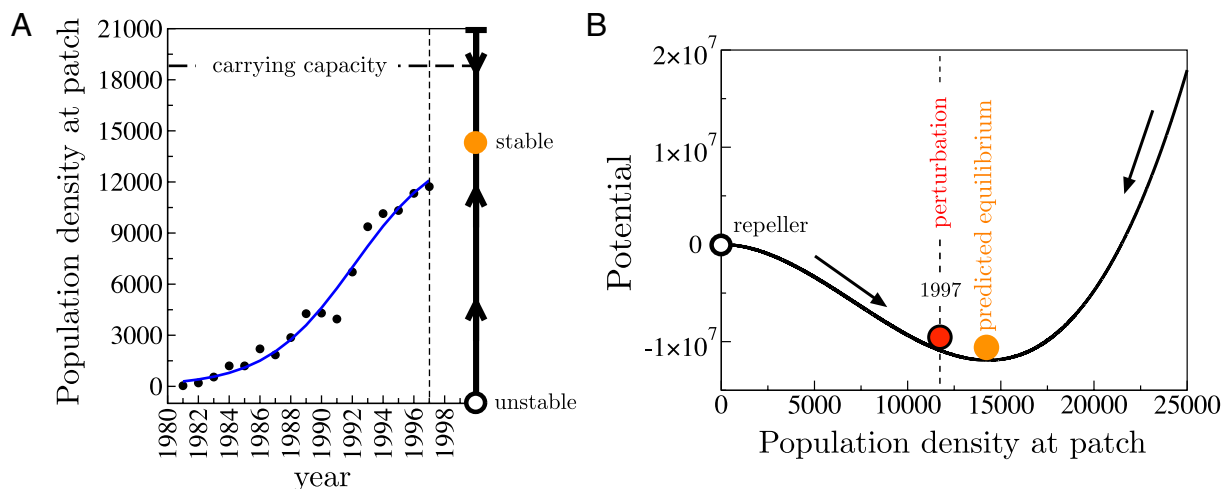 A
Population density at patch
21000
18000
15000
12000
9000
6000
3000
0
carrying capacity
stable
unstable
1980
1982
1984
1986
1988
1990
1992
1994
1996
1998
year
B
Potential
2×10⁷
1×10⁷
0
-1×10⁷
repeller
perturbation
1997
predicted equilibrium
0
5000
10000
15000
20000
25000
Population density at patch